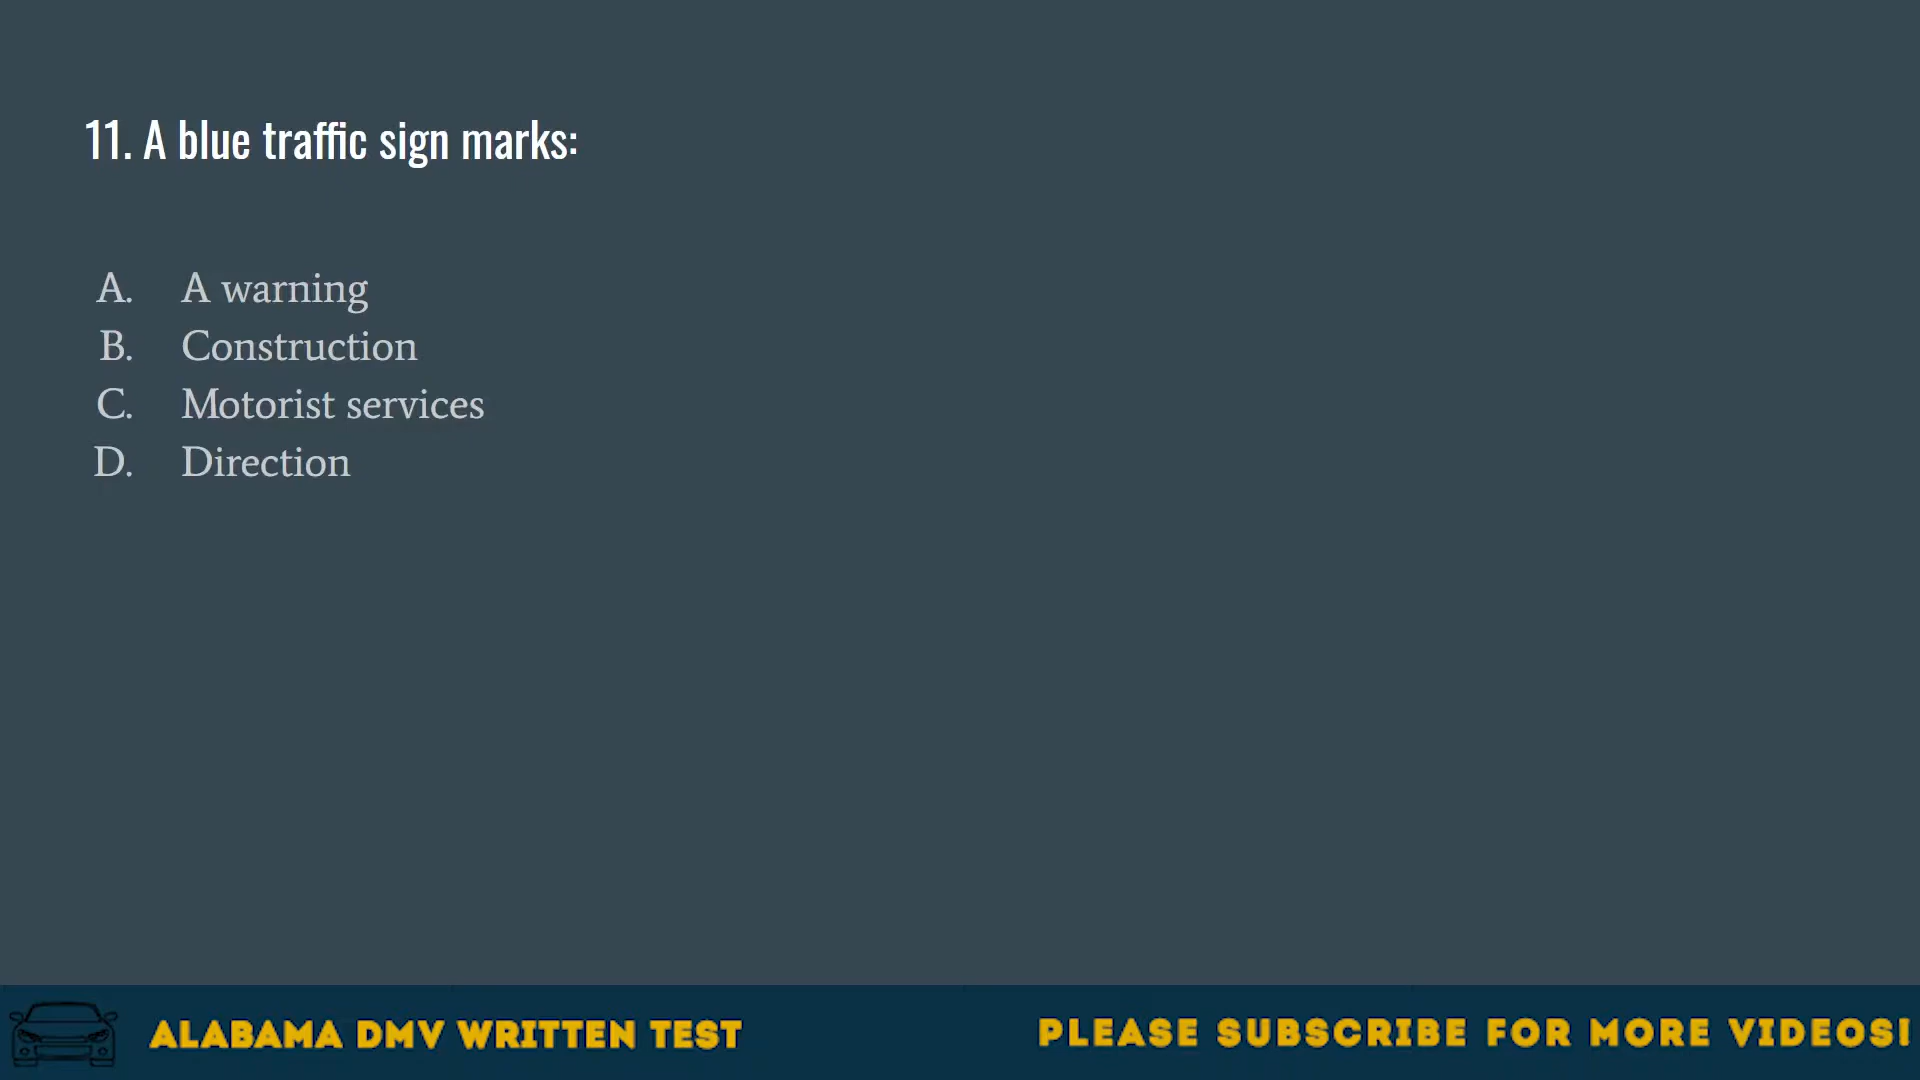 11. A blue traffic sign marks:
A. A warning
B. Construction
C. Motorist services
D. Direction
ALABAMA DMV WRITTEN TEST
PLEASE SUBSCRIBE FOR MORE VIDEOS!